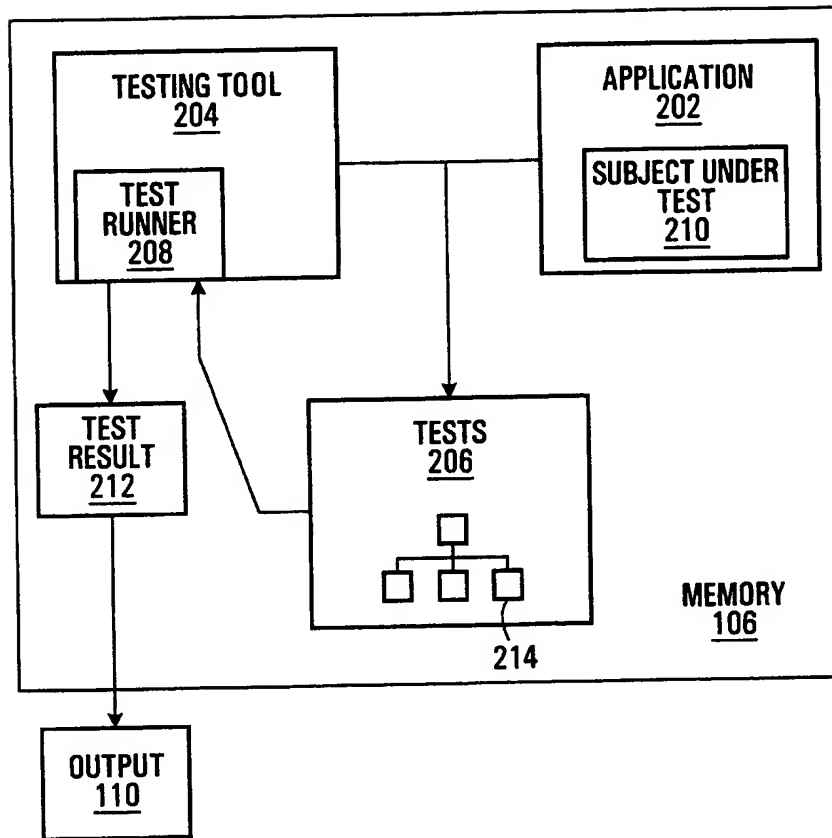 TESTING TOOL
204
TEST
RUNNER
208
APPLICATION
202
SUBJECT UNDER
TEST
210
TEST
RESULT
212
TESTS
206
214
MEMORY
106
OUTPUT
110